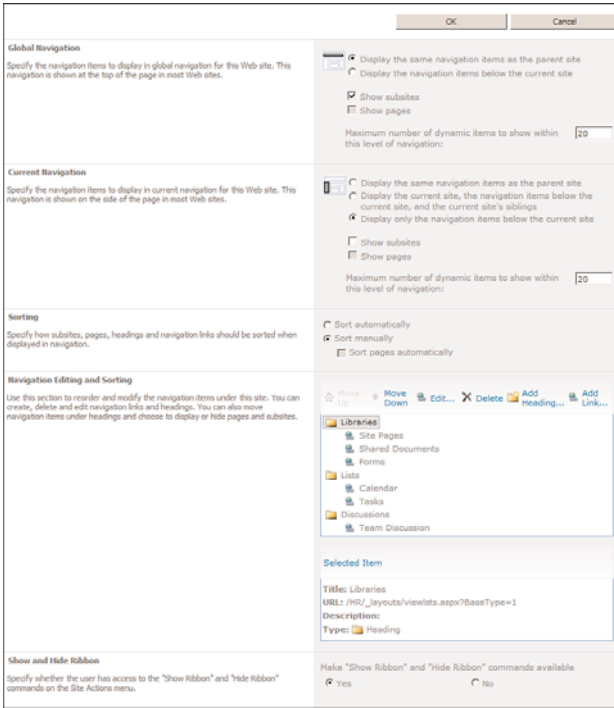 OK Cancel
Global Navigation
Specify the navigation items to display in global navigation for this Web site. This
navigation is shown at the top of the page in most Web sites.
Display the same navigation items as the parent site
Display the navigation items below the current site
Show subsites
Show pages
Maximum number of dynamic items to show within
this level of navigation:
20
Current Navigation
Specify the navigation items to display in current navigation for this Web site. This
navigation is shown on the side of the page in most Web sites.
Display the same navigation items as the parent site
Display the current site, the navigation items below the
current site, and the current site's siblings
Display only the navigation items below the current site
Show subsites
Show pages
Maximum number of dynamic items to show within
this level of navigation:
20
Sorting
Specify how subsites, pages, headings and navigation links should be sorted when
displayed in navigation.
Sort automatically
Sort manually
Sort pages automatically
Navigation Editing and Sorting
Use this section to reorder and modify the navigation items under this site. You can
create, delete and edit navigation links and headings. You can also move
navigation items under headings and choose to display or hide pages and subsites.
Move Up
Move Down
Edit...
Delete
Add Heading...
Add Link...
Libraries
Site Pages
Shared Documents
Forms
Lists
Calendar
Tasks
Discussions
Team Discussion
Selected Item
Title: Libraries
URL: /HR/_layouts/viewlsts.aspx?BaseType=1
Description:
Type: Heading
Show and Hide Ribbon
Specify whether the user has access to the "Show Ribbon" and "Hide Ribbon"
commands on the Site Actions menu.
Make "Show Ribbon" and "Hide Ribbon" commands available
Yes No